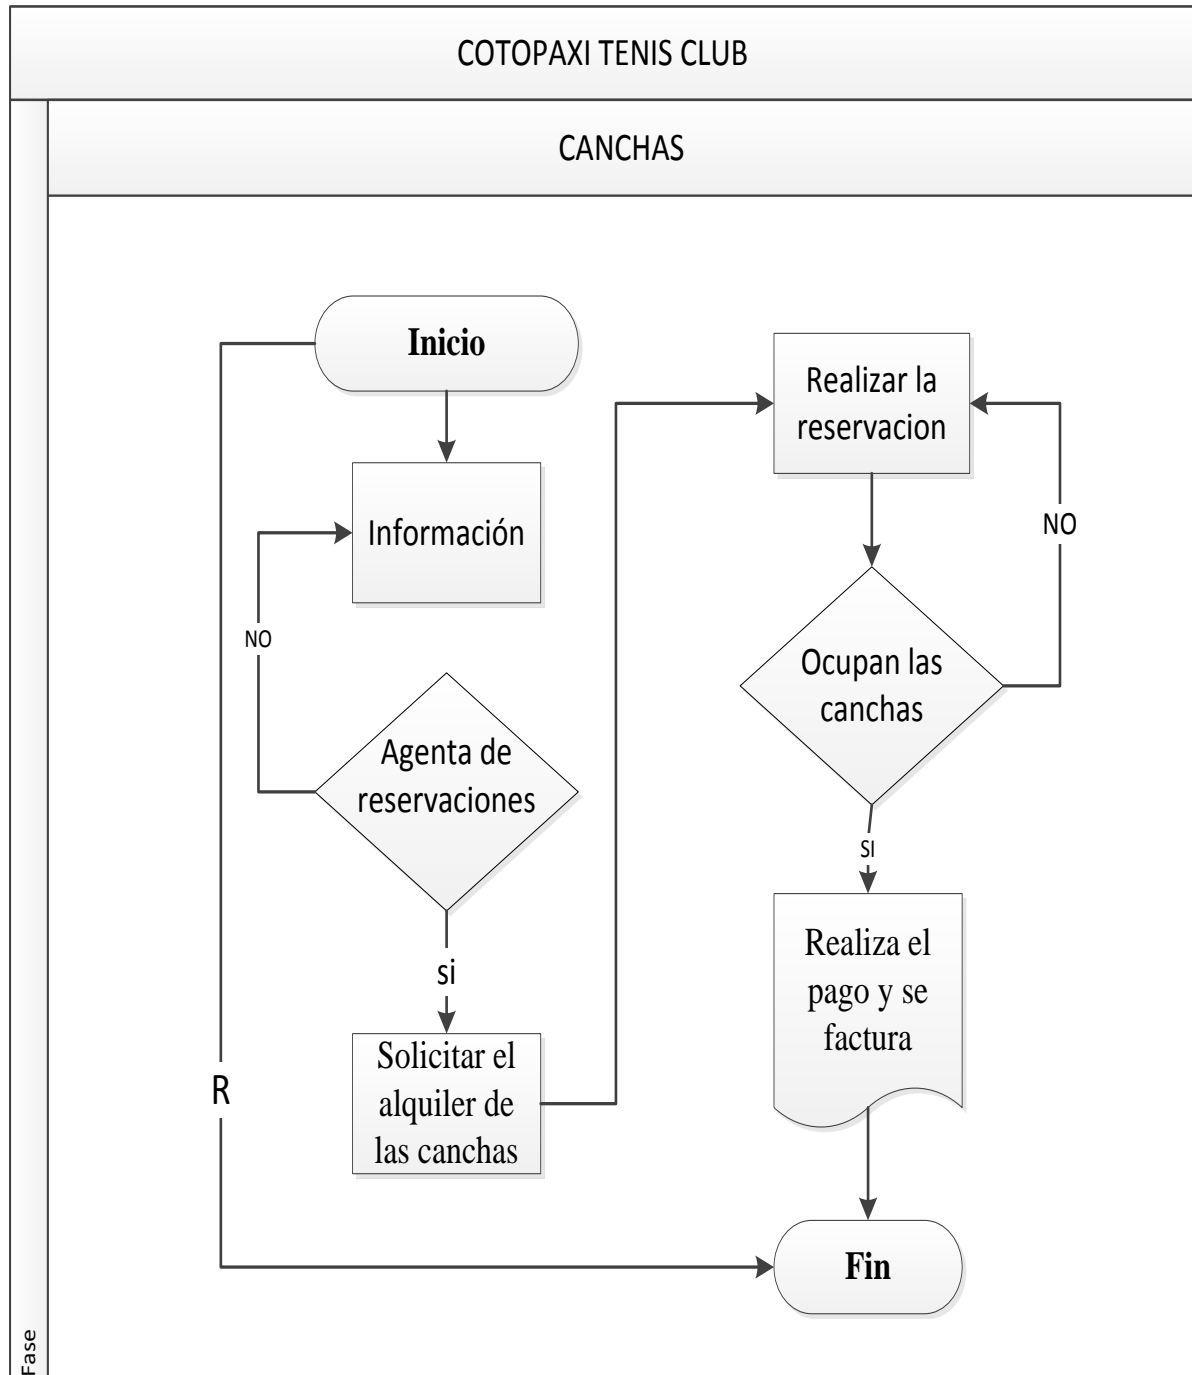 COTOPAXI TENIS CLUB
CANCHAS
Inicio
Información
NO
Agenta de
reservaciones
si
Solicitar el
alquiler de
las canchas
R
Realizar la
reservacion
NO
Ocupan las
canchas
SI
Realiza el
pago y se
factura
Fin
Fase